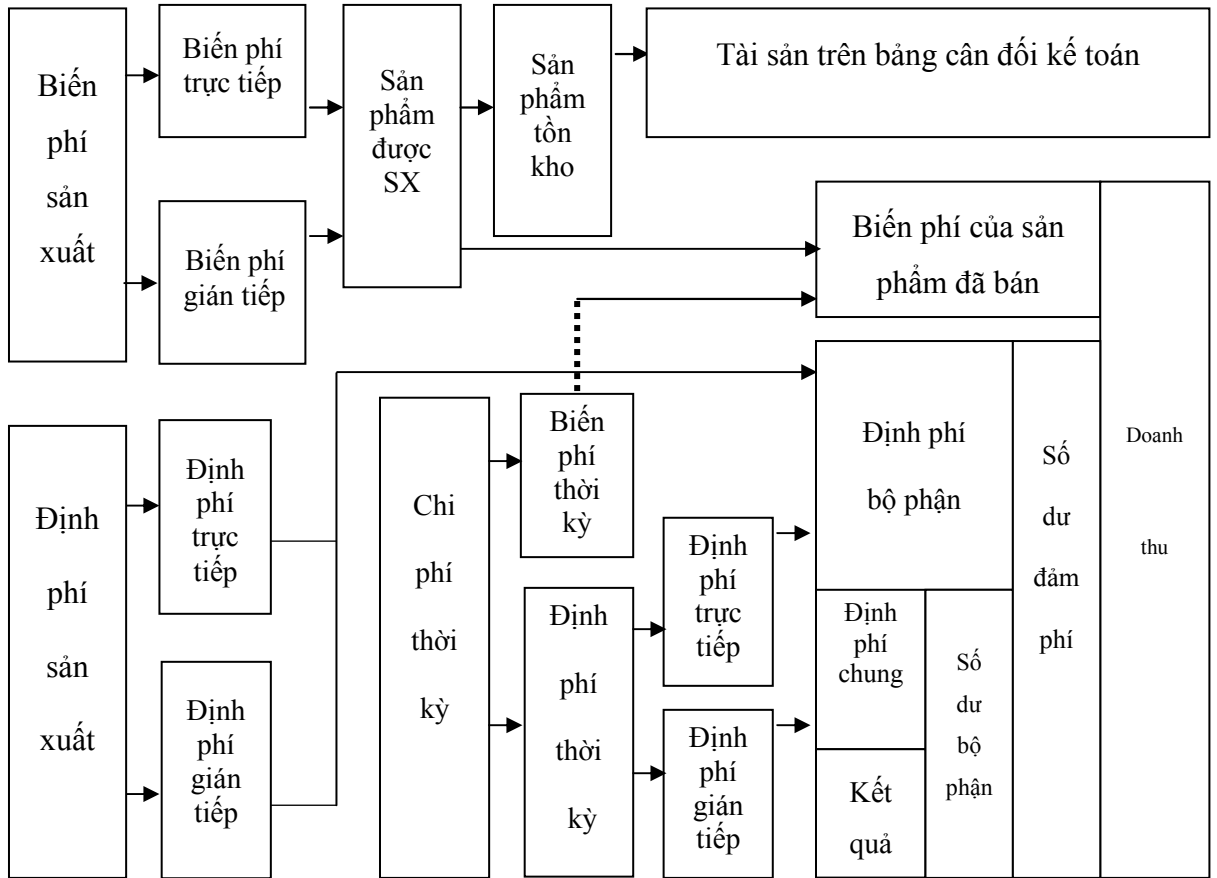 Biến
phí
sản
xuất
Biến phí
trực tiếp
Biến phí
gián tiếp
Sản
phẩm
được
SX
Sản
phẩm
tồn
kho
Tài sản trên bảng cân đối kế toán
Biến phí của sản
phẩm đã bán
Định
phí
sản
xuất
Định
phí
trực
tiếp
Định
phí
gián
tiếp
Chi
phí
thời
kỳ
Biến
phí
thời
kỳ
Định
phí
thời
kỳ
Định
phí
trực
tiếp
Định
phí
gián
tiếp
Định phí
bộ phận
Định
phí
chung
Kết
quả
Số
dư
bộ
phận
Số
dư
đảm
phí
Doanh
thu